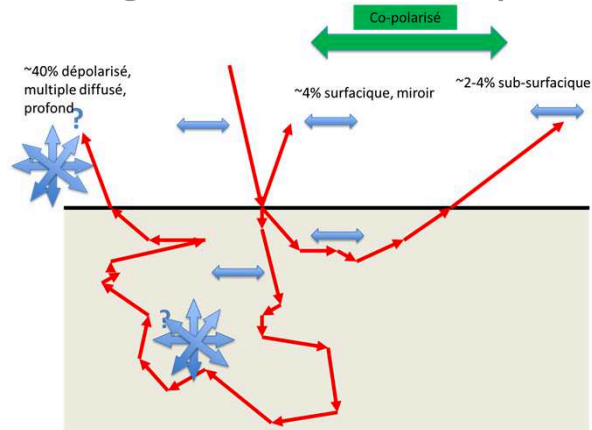 Co-polarisé
~40% dépolarisé,
multiple diffusé,
profond
?
~4% surfacique, miroir
~2-4% sub-surfacique
?